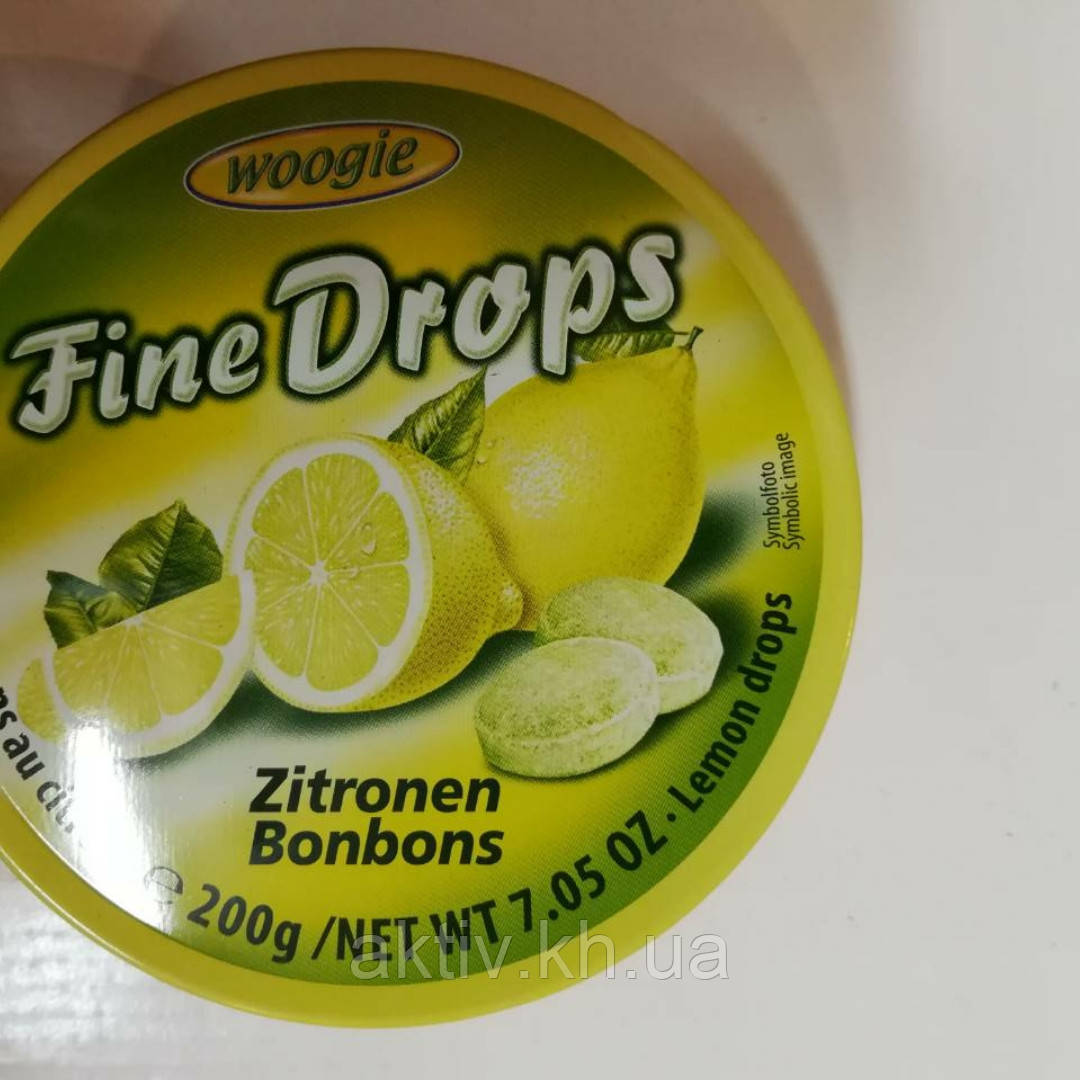 woogie
Fine Drops
Symbolfoto
Symbolic image
Zitronen
Bonbons
au
℮ 200g / NET WT 7.05 OZ · Lemon drops
aktiv.kh.ua